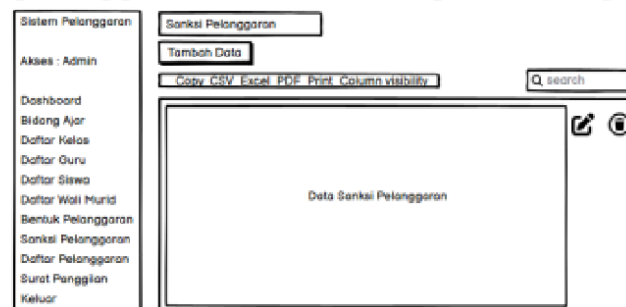 Sistem Pelanggaran
Akses : Admin
Dashboard
Bidang Ajar
Daftar Kelas
Daftar Guru
Daftar Siswa
Daftar Wali Murid
Bentuk Pelanggaran
Sanksi Pelanggaran
Daftar Pelanggaran
Surat Panggilan
Keluar
Sanksi Pelanggaran
Tambah Data
Copy CSV Excel PDF Print Column visibility
search
Data Sanksi Pelanggaran